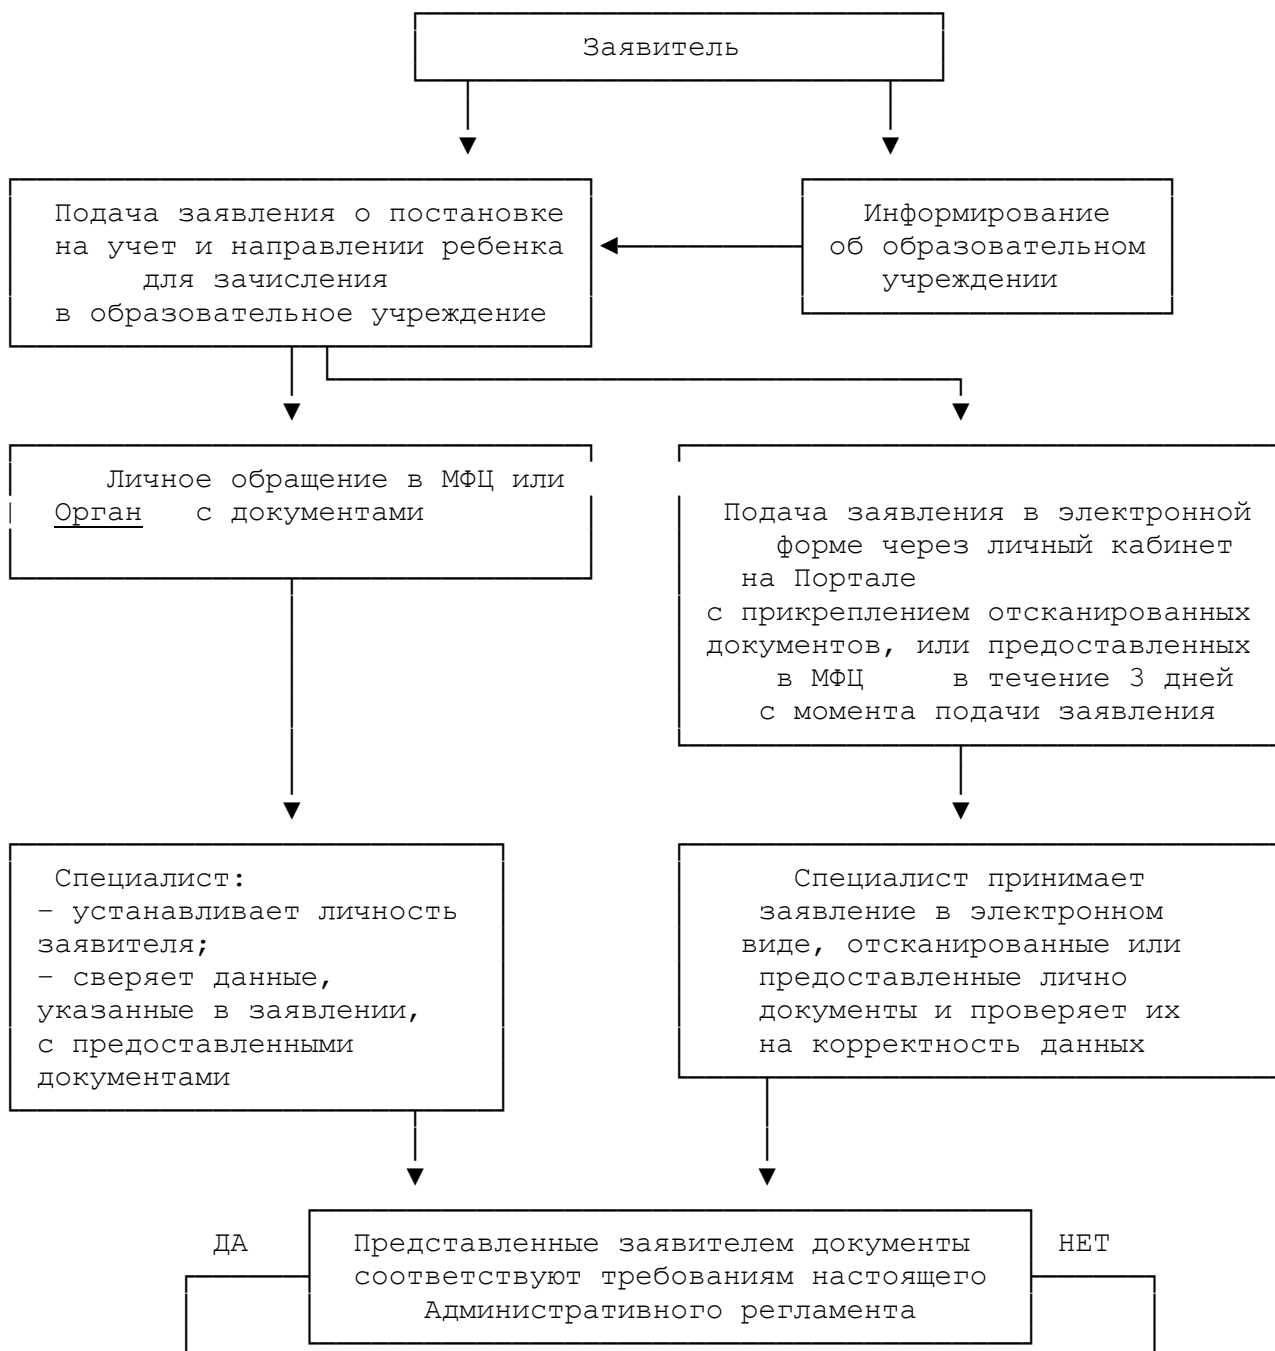 Заявитель
Подача заявления о постановке
на учет и направлении ребенка
для зачисления
в образовательное учреждение
Информирование
об образовательном
учреждении
Личное обращение в МФЦ или
Орган с документами
Подача заявления в электронной
форме через личный кабинет
на Портале
с прикреплением отсканированных
документов, или предоставленных
в МФЦ в течение 3 дней
с момента подачи заявления
Специалист:
– устанавливает личность
заявителя;
– сверяет данные,
указанные в заявлении,
с предоставленными
документами
Специалист принимает
заявление в электронном
виде, отсканированные или
предоставленные лично
документы и проверяет их
на корректность данных
ДА
Представленные заявителем документы
соответствуют требованиям настоящего
Административного регламента
НЕТ